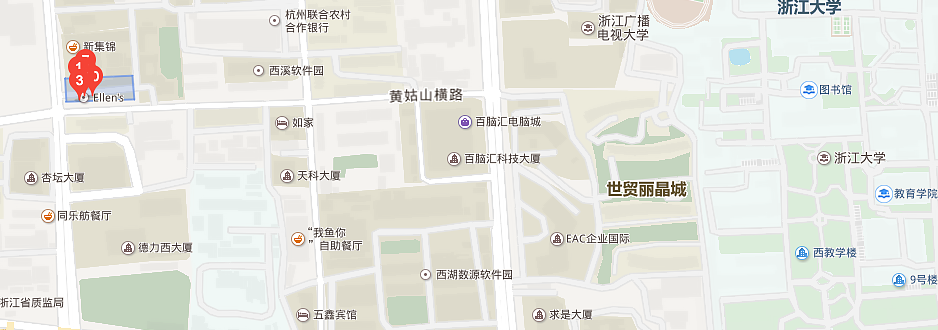 浙江大学
杭州联合农村
合作银行
浙江广播
电视大学
新集锦
西溪软件园
1
3
Ellen's
黄姑山横路
图书馆
如家
百脑汇电脑城
百脑汇科技大厦
浙江大学
杏坛大厦
天科大厦
世贸丽晶城
教育学院
同乐舫餐厅
“我鱼你
”自助餐厅
德力西大厦
EAC企业国际
西教学楼
西湖数源软件园
9号楼
浙江省质监局
五鑫宾馆
求是大厦